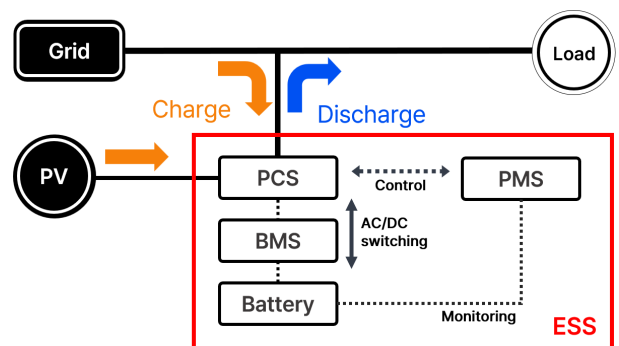 Grid
Load
Charge
Discharge
PV
PCS
Control
PMS
BMS
AC/DC
switching
Battery
Monitoring
ESS